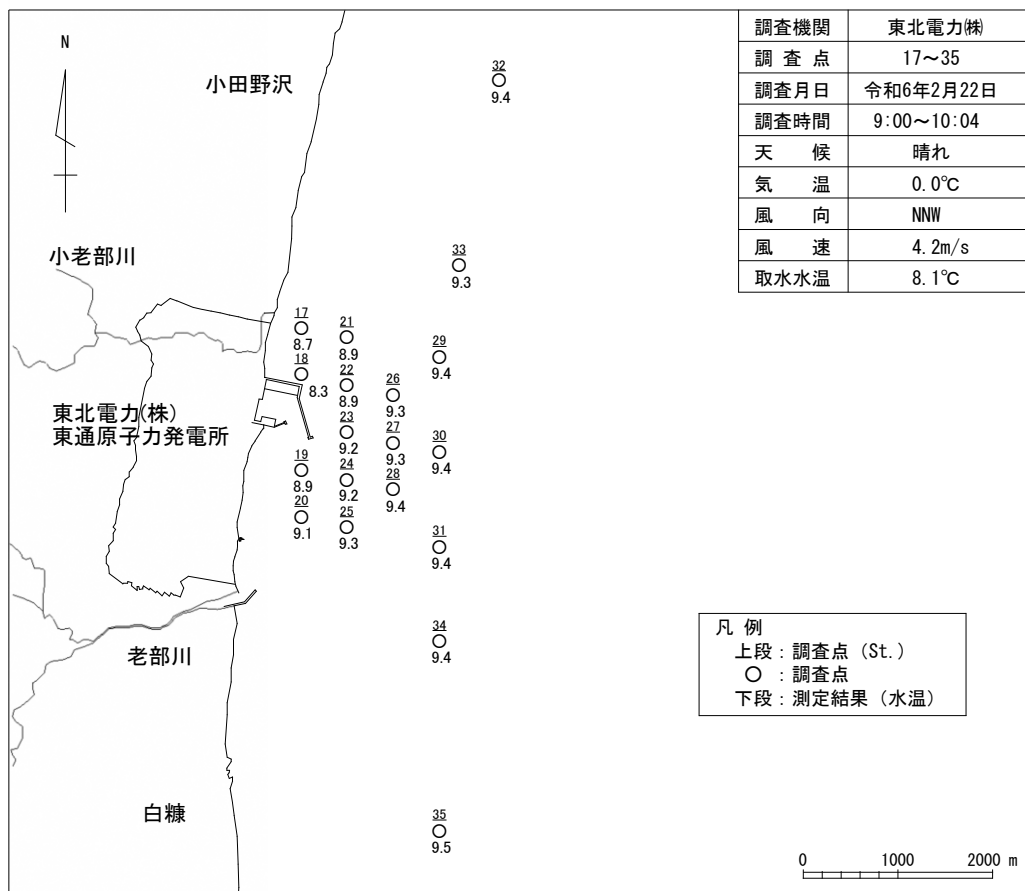 調査機関 東北電力㈱
調査点 17～35
調査月日 令和6年2月22日
調査時間 9:00～10:04
天候 晴れ
気温 0.0℃
風向 NNW
風速 4.2m/s
取水水温 8.1℃
N
小田野沢
32
9.4
小老部川
33
9.3
17
8.7
21
8.9
29
9.4
18
8.3
22
8.9
26
9.3
東北電力(株)
東通原子力発電所
23
9.2
27
9.3
30
9.4
19
8.9
24
9.2
28
9.4
20
9.1
25
9.3
31
9.4
老部川
34
9.4
凡例
上段：調査点（St.）
○：調査点
下段：測定結果（水温）
白糠
35
9.5
0 1000 2000 m